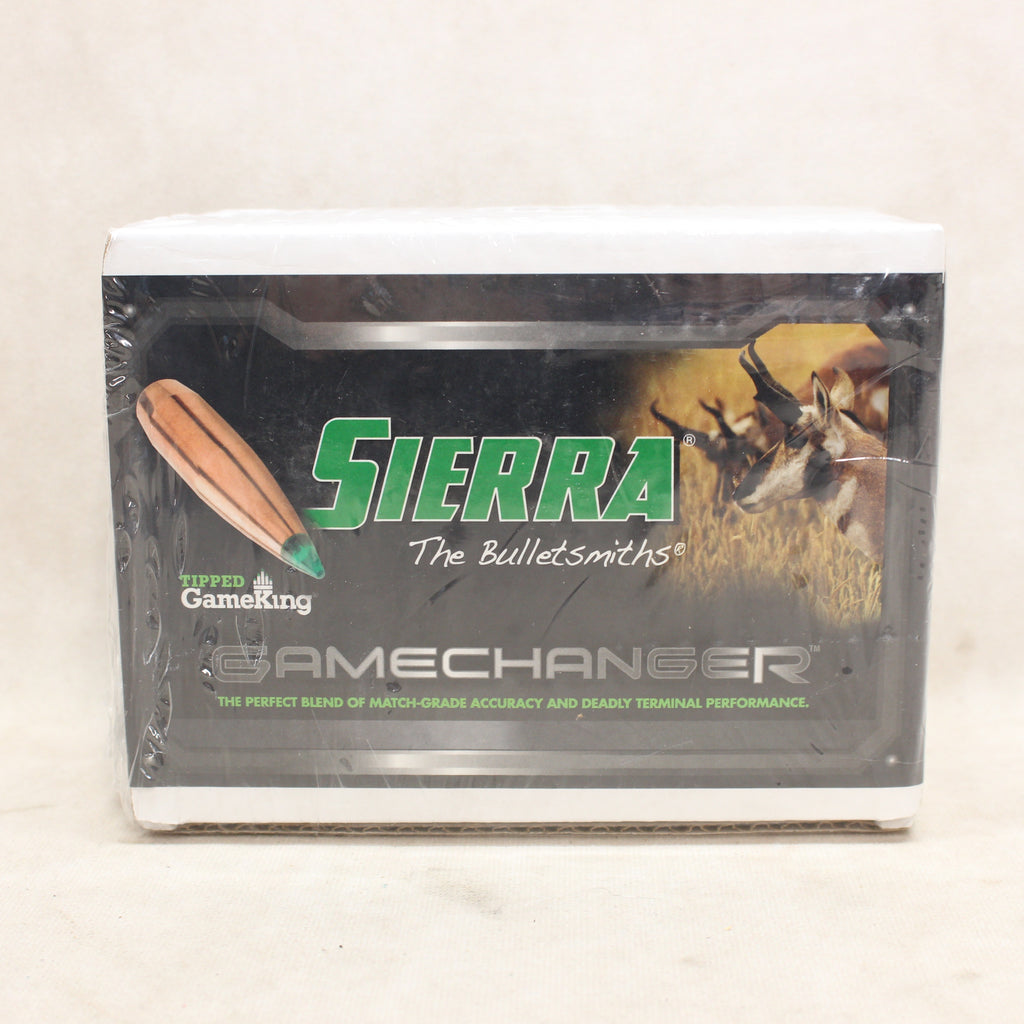 SIERRA®
The Bulletsmiths®
TIPPED
GameKing
GAMECHANGER™
THE PERFECT BLEND OF MATCH-GRADE ACCURACY AND DEADLY TERMINAL PERFORMANCE.